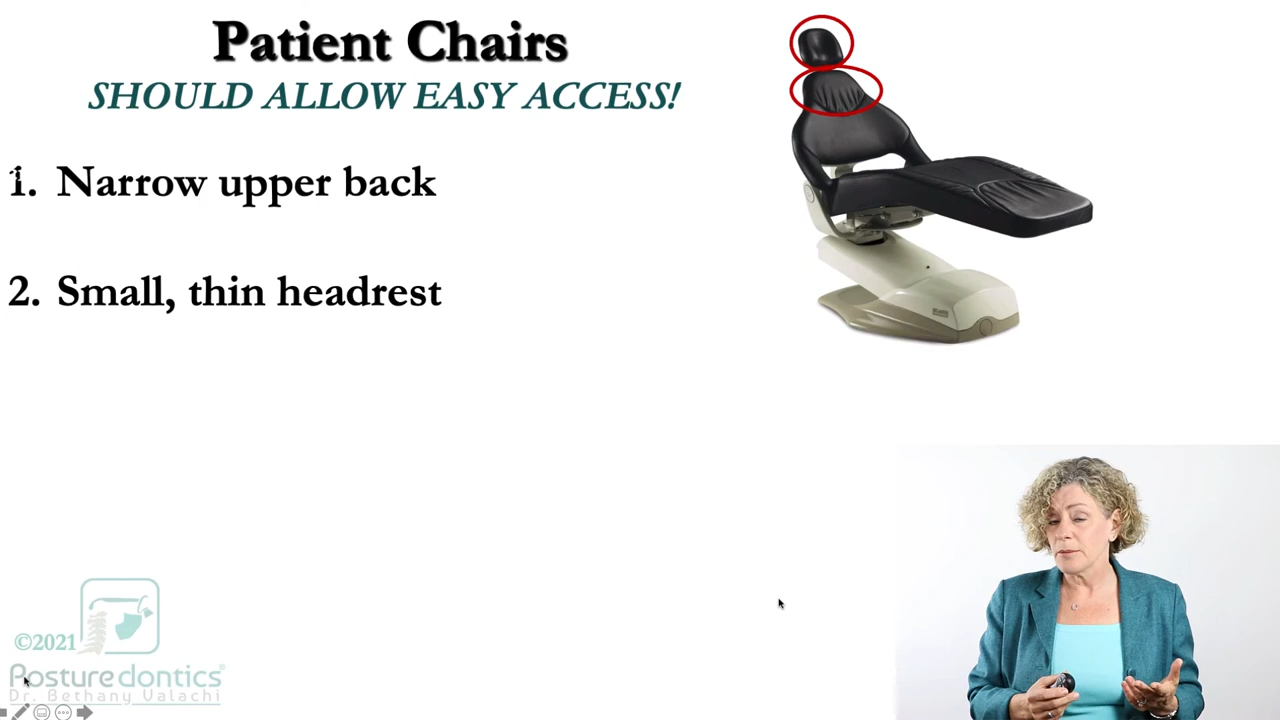 Patient Chairs
SHOULD ALLOW EASY ACCESS!
1. Narrow upper back
2. Small, thin headrest
©2021
Posturedontics®
Dr. Bethany Valachi